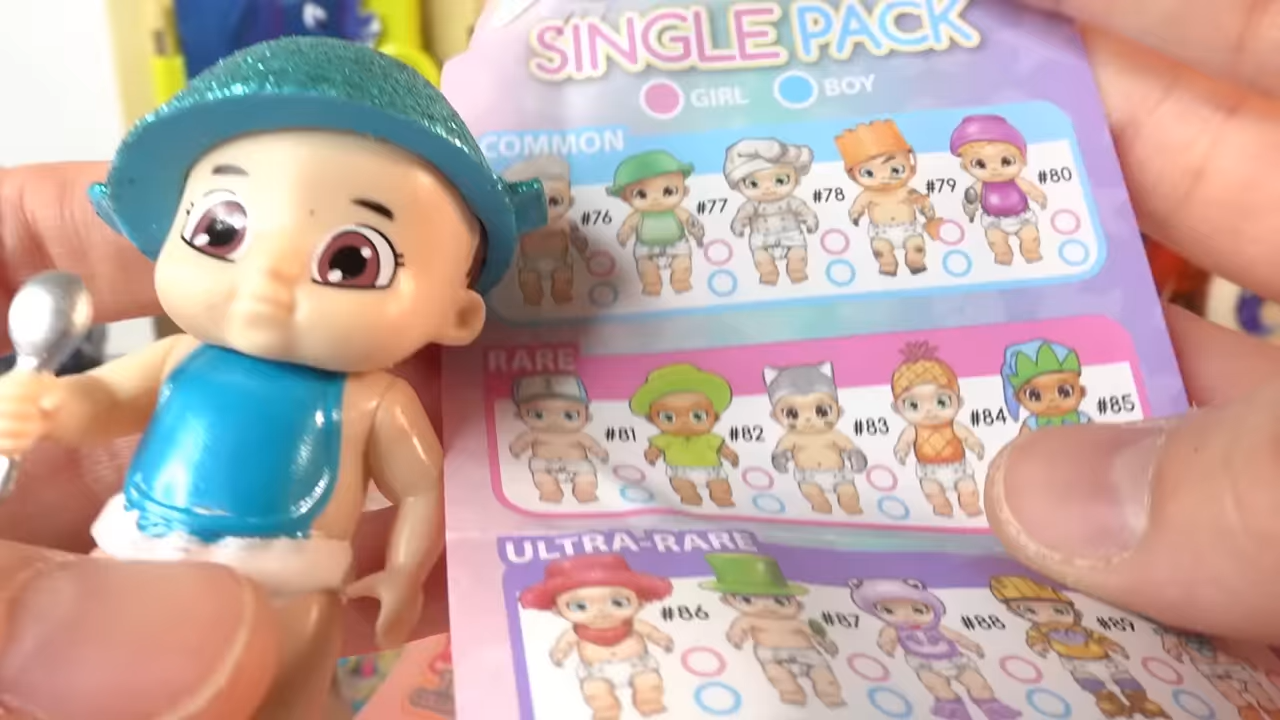 SINGLE PACK
GIRL BOY
COMMON
#76 #77 #78 #79 #80
RARE
#81 #82 #83 #84 #85
ULTRA-RARE
#86 #87 #88 #89